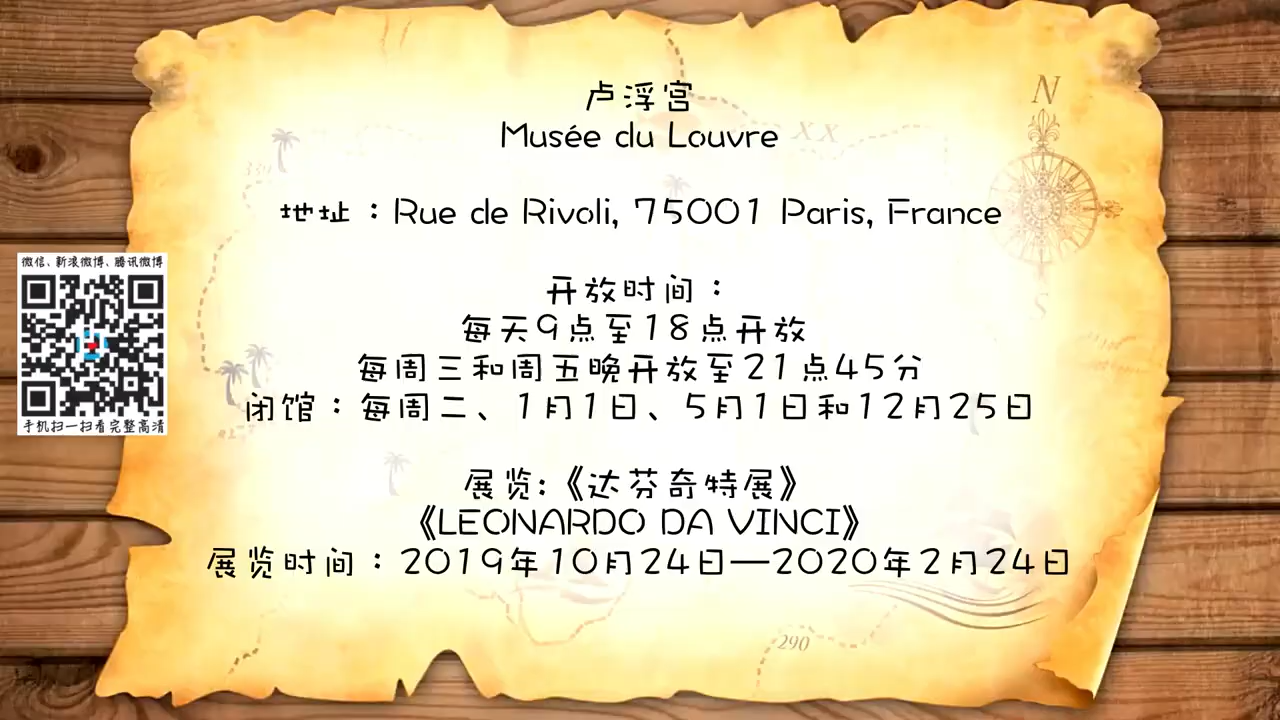 卢浮宫
Musée du Louvre
N
XX
地址：Rue de Rivoli, 75001 Paris, France
微信、新浪微博、腾讯微博
开放时间：
S
每天9点至18点开放
每周三和周五晚开放至21点45分
闭馆：每周二、1月1日、5月1日和12月25日
手机扫一扫看完整高清
展览:《达芬奇特展》
《LEONARDO DA VINCI》
展览时间：2019年10月24日—2020年2月24日
290